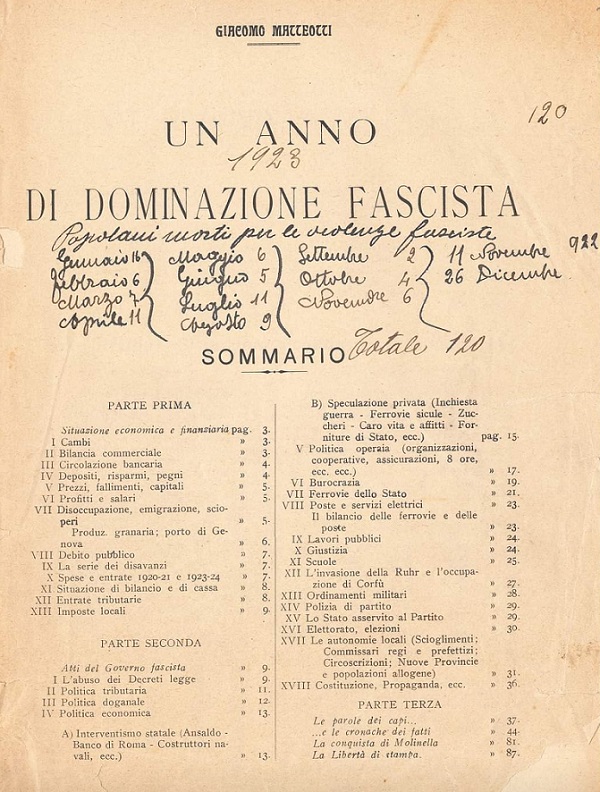 GIACOMO MATTEOTTI
120
UN ANNO
1923
DI DOMINAZIONE FASCISTA
Popolani morti per le violenze fasciste
Gennaio 16 Maggio 6 Settembre 2 11 Novembre 922
febbraio 6 Giugno 5 Ottobre 4 26 Dicembre
Marzo 7 Luglio 11 Novembre 6
Aprile 11 Agosto 9
SOMMARIO Totale 120
PARTE PRIMA
Situazione economica e finanziaria pag. 3.
I Cambi » 3.
II Bilancia commerciale » 3.
III Circolazione bancaria » 4.
IV Depositi, risparmi, pegni » 4.
V Prezzi, fallimenti, capitali » 5.
VI Profitti e salari » 5.
VII Disoccupazione, emigrazione, scio-
peri » 5.
Produz. granaria; porto di Ge-
nova » 6.
VIII Debito pubblico » 7.
IX La serie dei disavanzi » 7.
X Spese e entrate 1920-21 e 1923-24 » 7.
XI Situazione di bilancio e di cassa » 8.
XII Entrate tributarie » 8.
XIII Imposte locali » 9.
PARTE SECONDA
Atti del Governo fascista » 9.
I L'abuso dei Decreti legge » 9.
II Politica tributaria » 11.
III Politica doganale » 12.
IV Politica economica » 13.
A) Interventismo statale (Ansaldo -
Banco di Roma - Costruttori na-
vali, ecc.) » 13.
B) Speculazione privata (Inchiesta
guerra - Ferrovie sicule - Zuc-
cheri - Caro vita e affitti - For-
niture di Stato, ecc.) pag. 15.
V Politica operaia (organizzazioni,
cooperative, assicurazioni, 8 ore,
ecc. ecc.) » 17.
VI Burocrazia » 19.
VII Ferrovie dello Stato » 21.
VIII Poste e servizi elettrici » 23.
Il bilancio delle ferrovie e delle
poste » 23.
IX Lavori pubblici » 24.
X Giustizia » 24.
XI Scuole » 25.
XII L'invasione della Ruhr e l'occupa-
zione di Corfù » 27.
XIII Ordinamenti militari » 28.
XIV Polizia di partito » 29.
XV Lo Stato asservito al Partito » 29.
XVI Elettorato, elezioni » 30.
XVII Le autonomie locali (Scioglimenti;
Commissari regi e prefettizi;
Circoscrizioni; Nuove Provincie
e popolazioni allogene) » 31.
XVIII Costituzione, Propaganda, ecc. » 36.
PARTE TERZA
Le parole dei capi... » 37.
...e le cronache dei fatti » 44.
La conquista di Molinella » 81.
La Libertà di stampa. » 87.